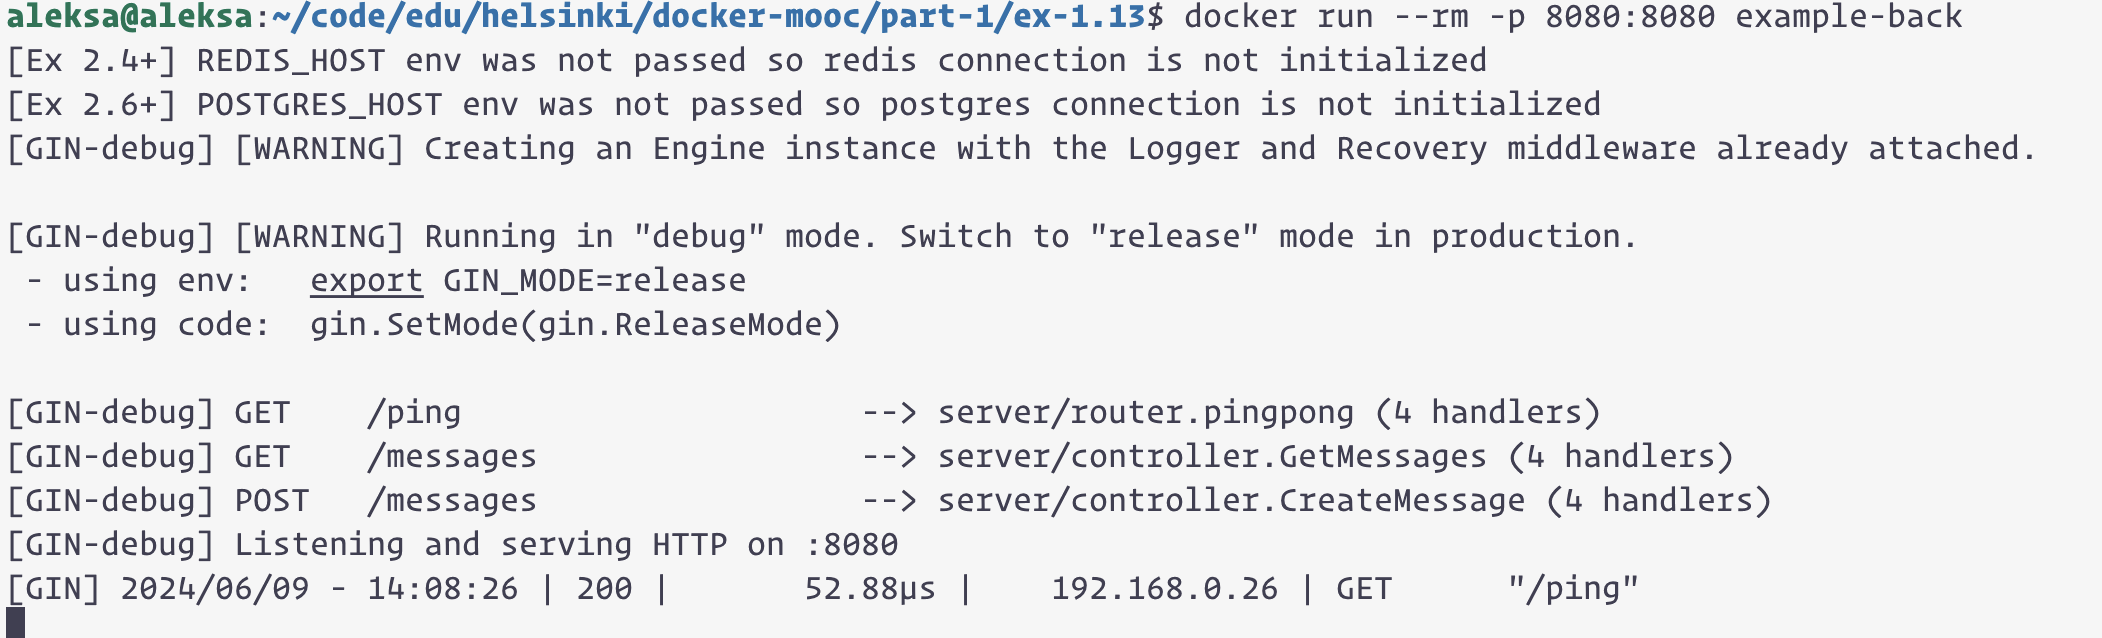 aleksa@aleksa:~/code/edu/helsinki/docker-mooc/part-1/ex-1.13$ docker run --rm -p 8080:8080 example-back
[Ex 2.4+] REDIS_HOST env was not passed so redis connection is not initialized
[Ex 2.6+] POSTGRES_HOST env was not passed so postgres connection is not initialized
[GIN-debug] [WARNING] Creating an Engine instance with the Logger and Recovery middleware already attached.
[GIN-debug] [WARNING] Running in "debug" mode. Switch to "release" mode in production.
 - using env:   export GIN_MODE=release
 - using code:  gin.SetMode(gin.ReleaseMode)
[GIN-debug] GET    /ping                     --> server/router.pingpong (4 handlers)
[GIN-debug] GET    /messages                 --> server/controller.GetMessages (4 handlers)
[GIN-debug] POST   /messages                 --> server/controller.CreateMessage (4 handlers)
[GIN-debug] Listening and serving HTTP on :8080
[GIN] 2024/06/09 - 14:08:26 | 200 |       52.88µs |    192.168.0.26 | GET      "/ping"